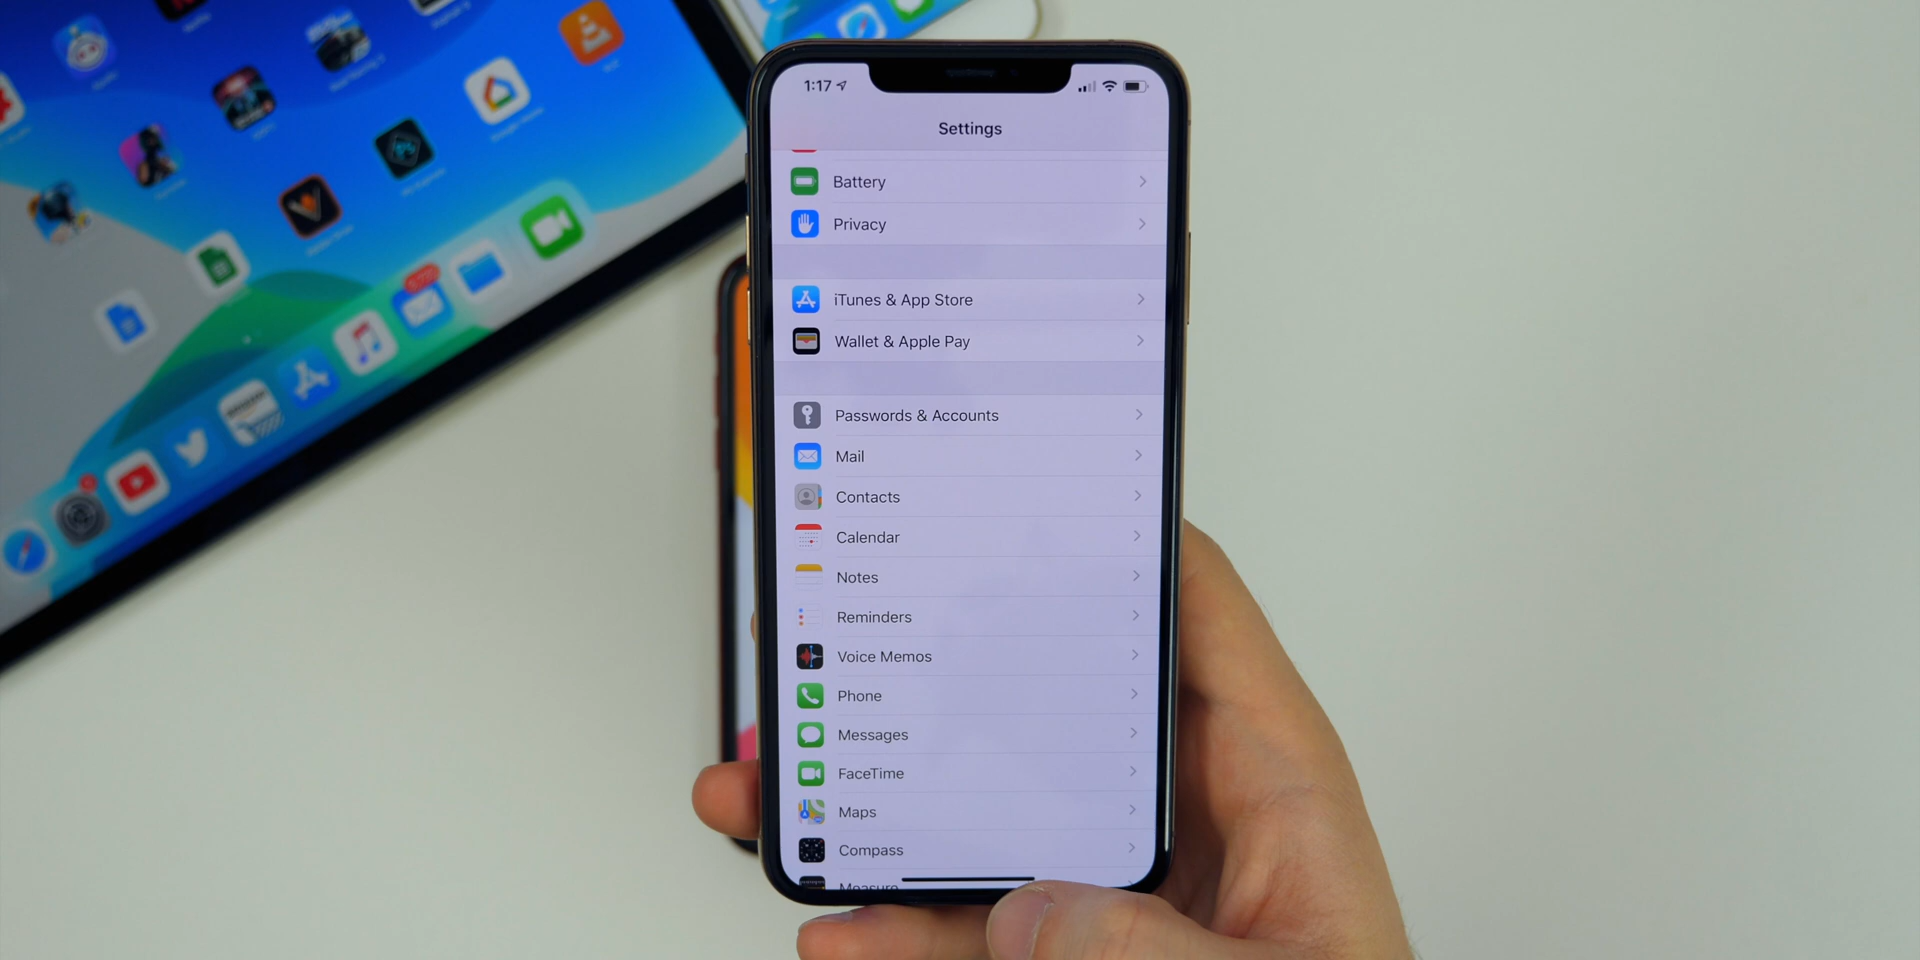 1:17
Settings
Battery
Privacy
iTunes & App Store
Wallet & Apple Pay
Passwords & Accounts
Mail
Contacts
Calendar
Notes
Reminders
Voice Memos
Phone
Messages
FaceTime
Maps
Compass
Measure